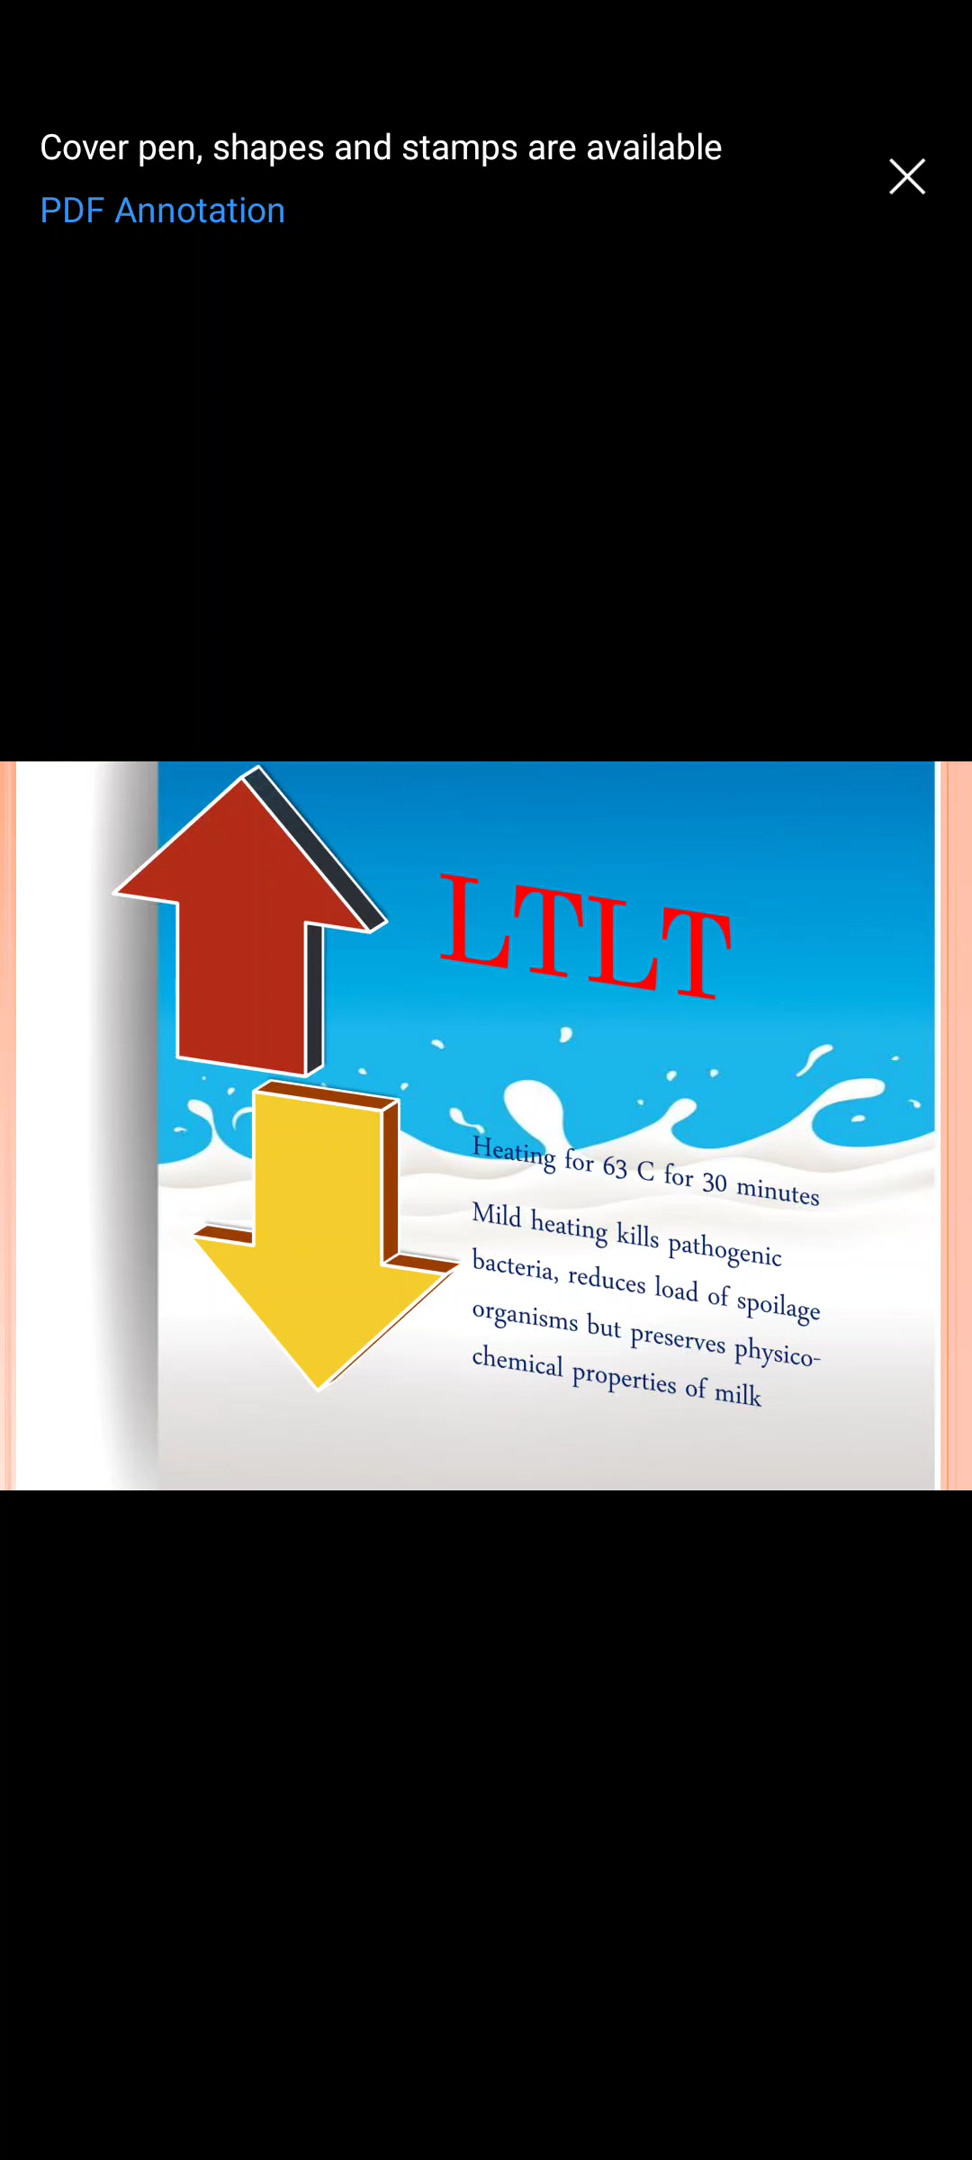 Cover pen, shapes and stamps are available
PDF Annotation
LTLT
Heating for 63 C for 30 minutes
Mild heating kills pathogenic
bacteria, reduces load of spoilage
organisms but preserves physico-
chemical properties of milk